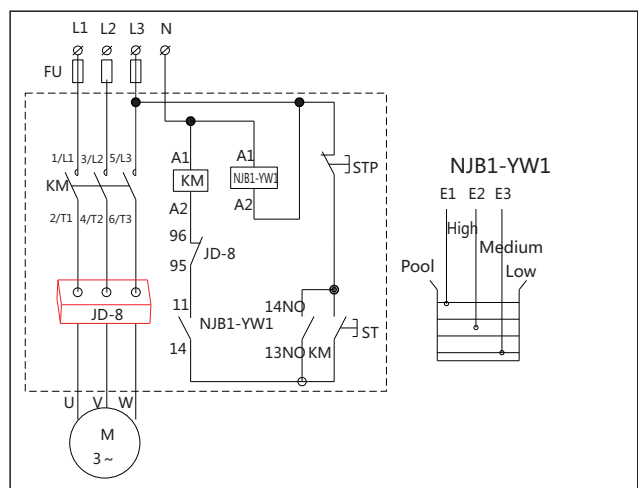 L1 L2 L3 N
FU
1/L1 3/L2 5/L3
KM
2/T1 4/T2 6/T3
JD-8
U V W
M
3~
A1
KM
A2
A1
NJB1-YW1
A2
96
95
JD-8
11
14
NJB1-YW1
STP
14NO
13NO KM
ST
NJB1-YW1
E1 E2 E3
High
Medium
Pool
Low